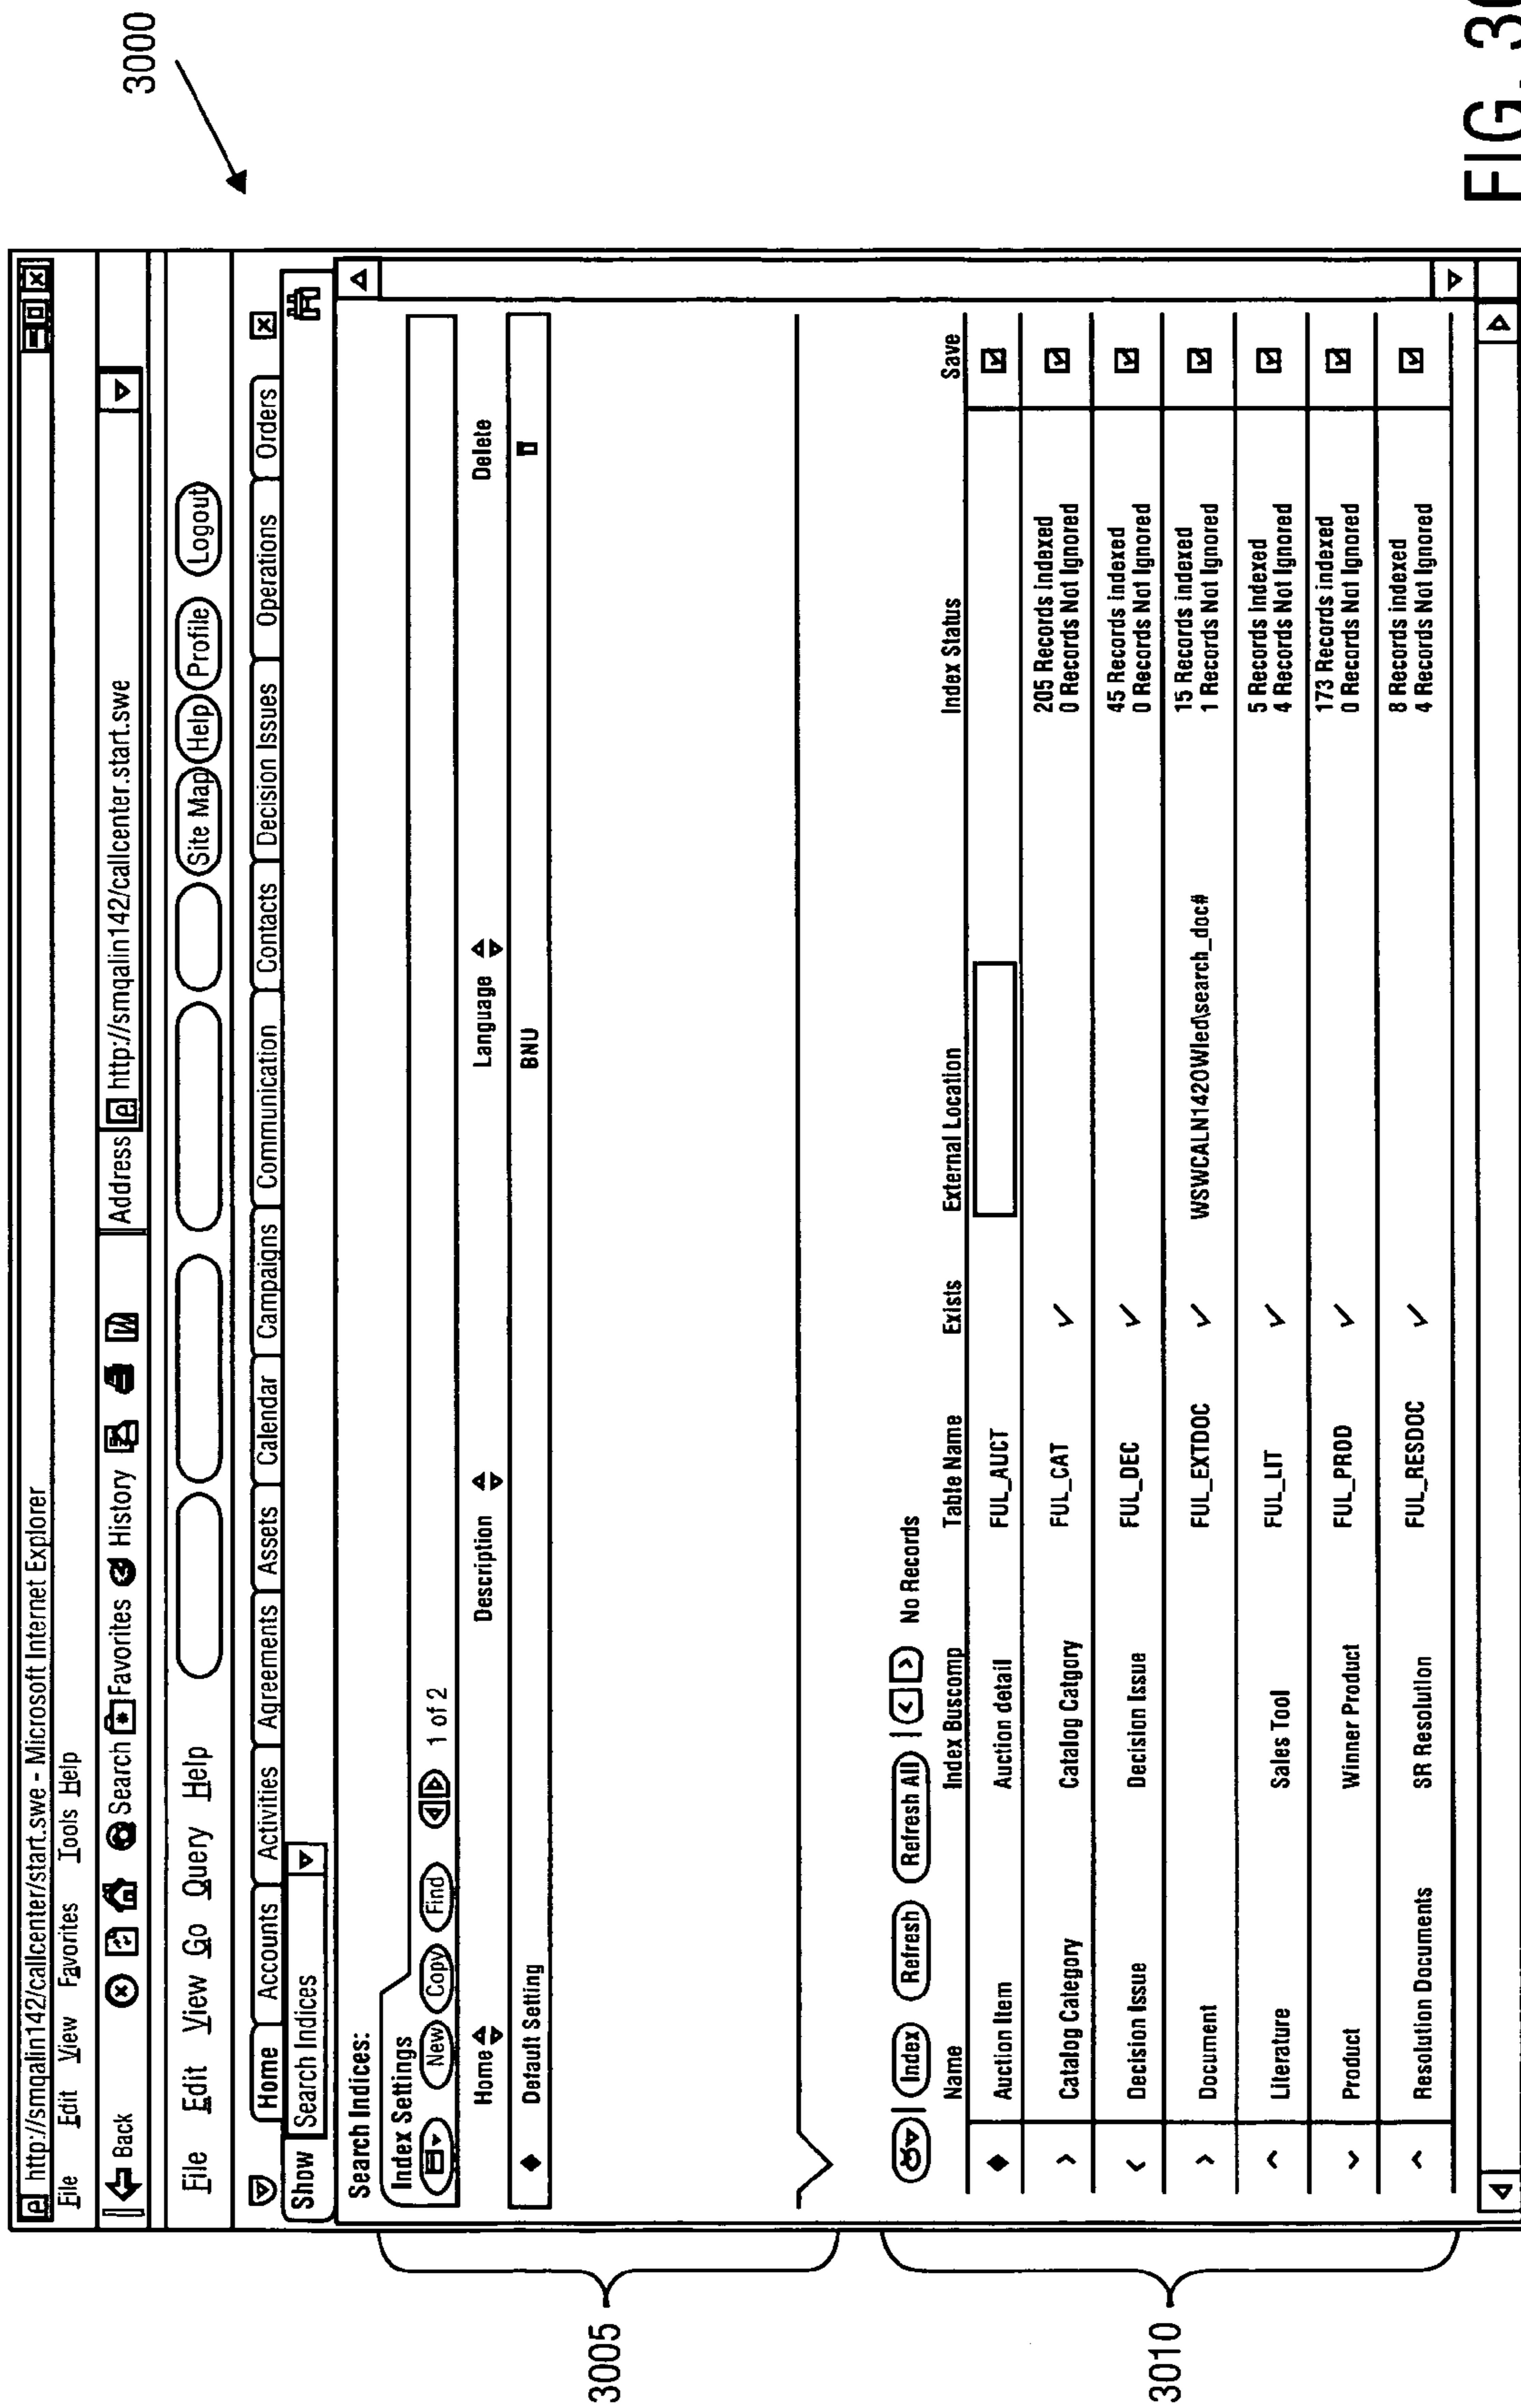 3000
http://smqalin142/callcenter/start.swe - Microsoft Internet Explorer
File Edit View Favorites Tools Help
Back Search Favorites History Address http://smqalin142/callcenter.start.swe
File Edit View Go Query Help Site Map Help Profile Logout
Home Accounts Activities Agreements Assets Calendar Campaigns Communication Contacts Decision Issues Operations Orders
Show Search Indices
Search Indices:
Index Settings
New Copy Find 1 of 2
Home Description Language Delete
Default Setting BNU
3005
Index Refresh Refresh All No Records
Name Index Buscomp Table Name Exists External Location Index Status Save
Auction Item Auction detail FUL_AUCT
Catalog Category Catalog Catgory FUL_CAT 205 Records indexed
0 Records Not Ignored
Decision Issue Decision Issue FUL_DEC 45 Records indexed
0 Records Not Ignored
Document FUL_EXTDOC WSWCALN142OWled\search_doc# 15 Records indexed
1 Records Not Ignored
Literature Sales Tool FUL_LIT 5 Records indexed
4 Records Not Ignored
Product Winner Product FUL_PROD 173 Records indexed
0 Records Not Ignored
Resolution Documents SR Resolution FUL_RESDOC 8 Records indexed
4 Records Not Ignored
3010
FIG. 30